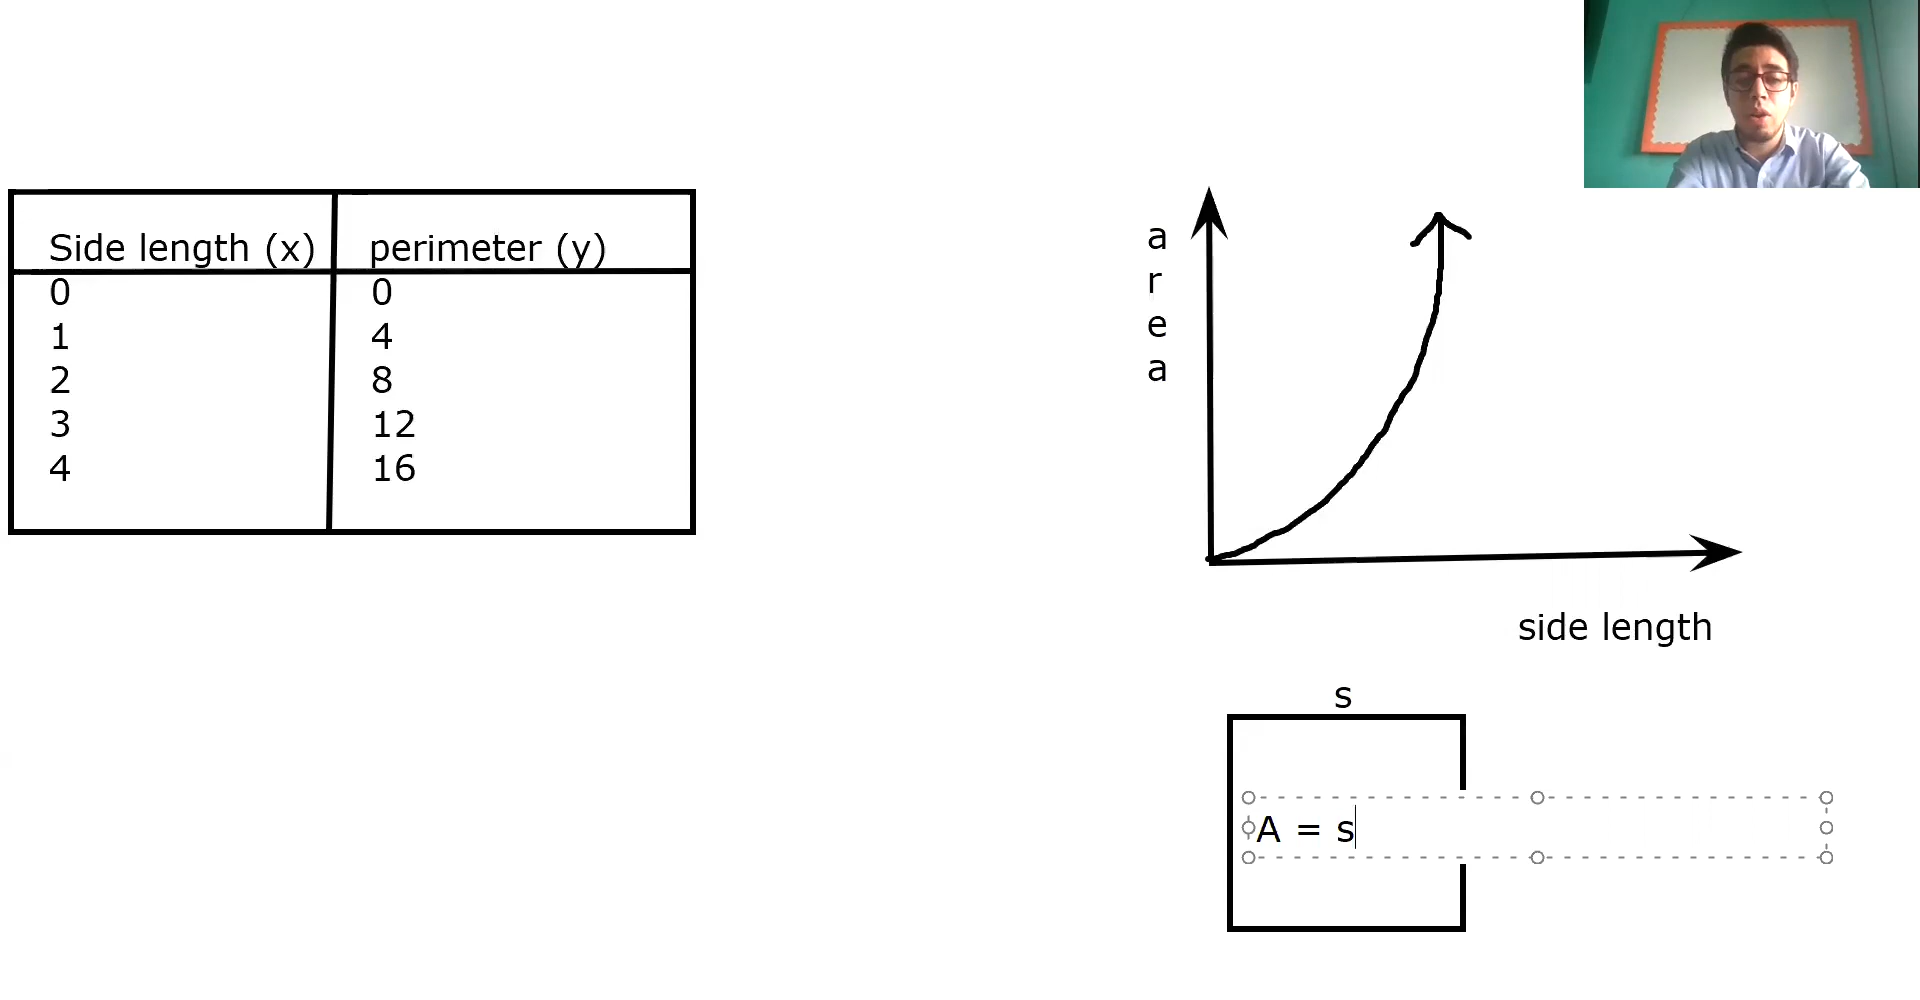 Side length (x) perimeter (y)
0 0
1 4
2 8
3 12
4 16
a
r
e
a
side length
s
A = s